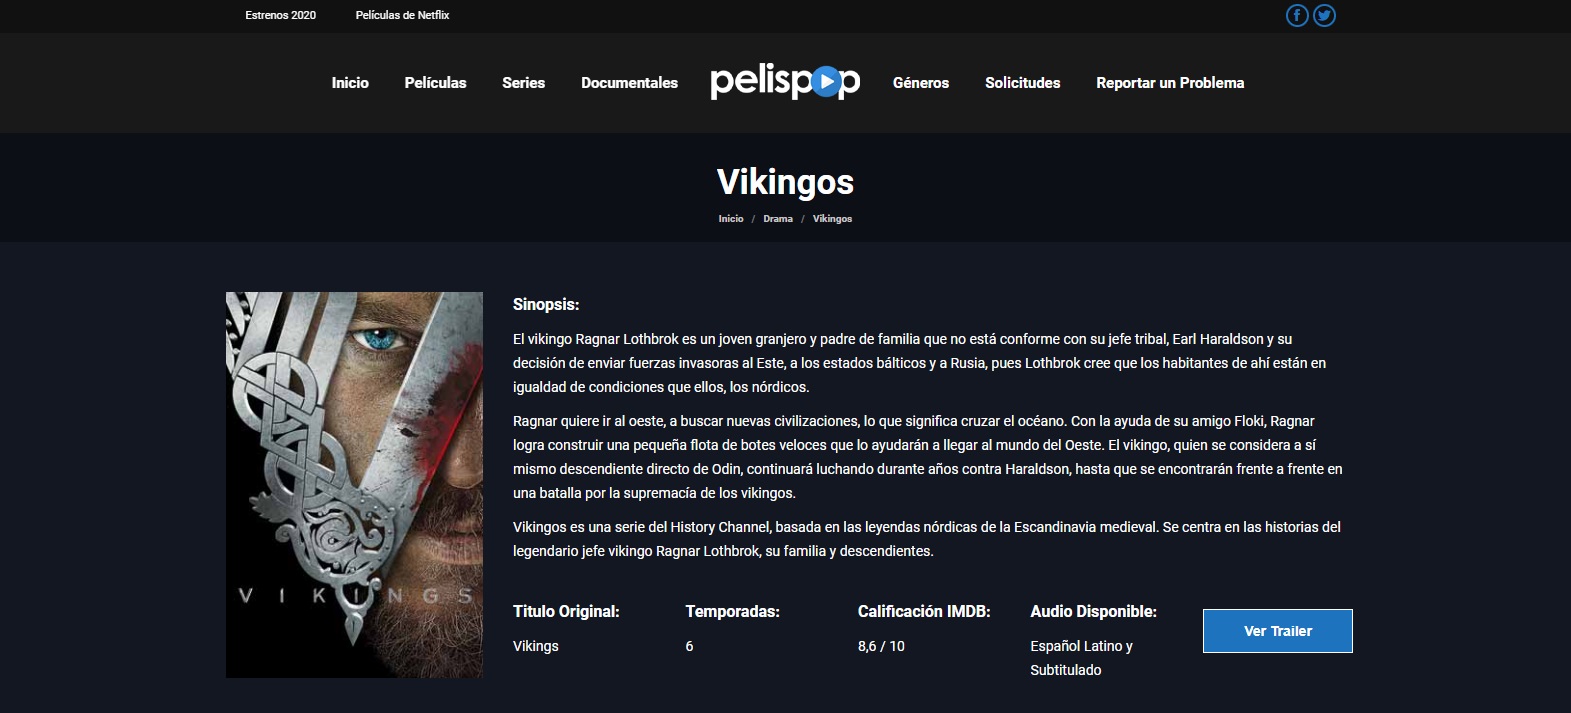 Estrenos 2020 Películas de Netflix
Inicio Películas Series Documentales pelispop Géneros Solicitudes Reportar un Problema
Vikingos
Inicio / Drama / Vikingos
Sinopsis:
El vikingo Ragnar Lothbrok es un joven granjero y padre de familia que no está conforme con su jefe tribal, Earl Haraldson y su
decisión de enviar fuerzas invasoras al Este, a los estados bálticos y a Rusia, pues Lothbrok cree que los habitantes de ahí están en
igualdad de condiciones que ellos, los nórdicos.
Ragnar quiere ir al oeste, a buscar nuevas civilizaciones, lo que significa cruzar el océano. Con la ayuda de su amigo Floki, Ragnar
logra construir una pequeña flota de botes veloces que lo ayudarán a llegar al mundo del Oeste. El vikingo, quien se considera a sí
mismo descendiente directo de Odin, continuará luchando durante años contra Haraldson, hasta que se encontrarán frente a frente en
una batalla por la supremacía de los vikingos.
Vikingos es una serie del History Channel, basada en las leyendas nórdicas de la Escandinavia medieval. Se centra en las historias del
legendario jefe vikingo Ragnar Lothbrok, su familia y descendientes.
VIKINGS
Titulo Original: Temporadas: Calificación IMDB: Audio Disponible:
Ver Trailer
Vikings 6 8,6 / 10 Español Latino y
Subtitulado